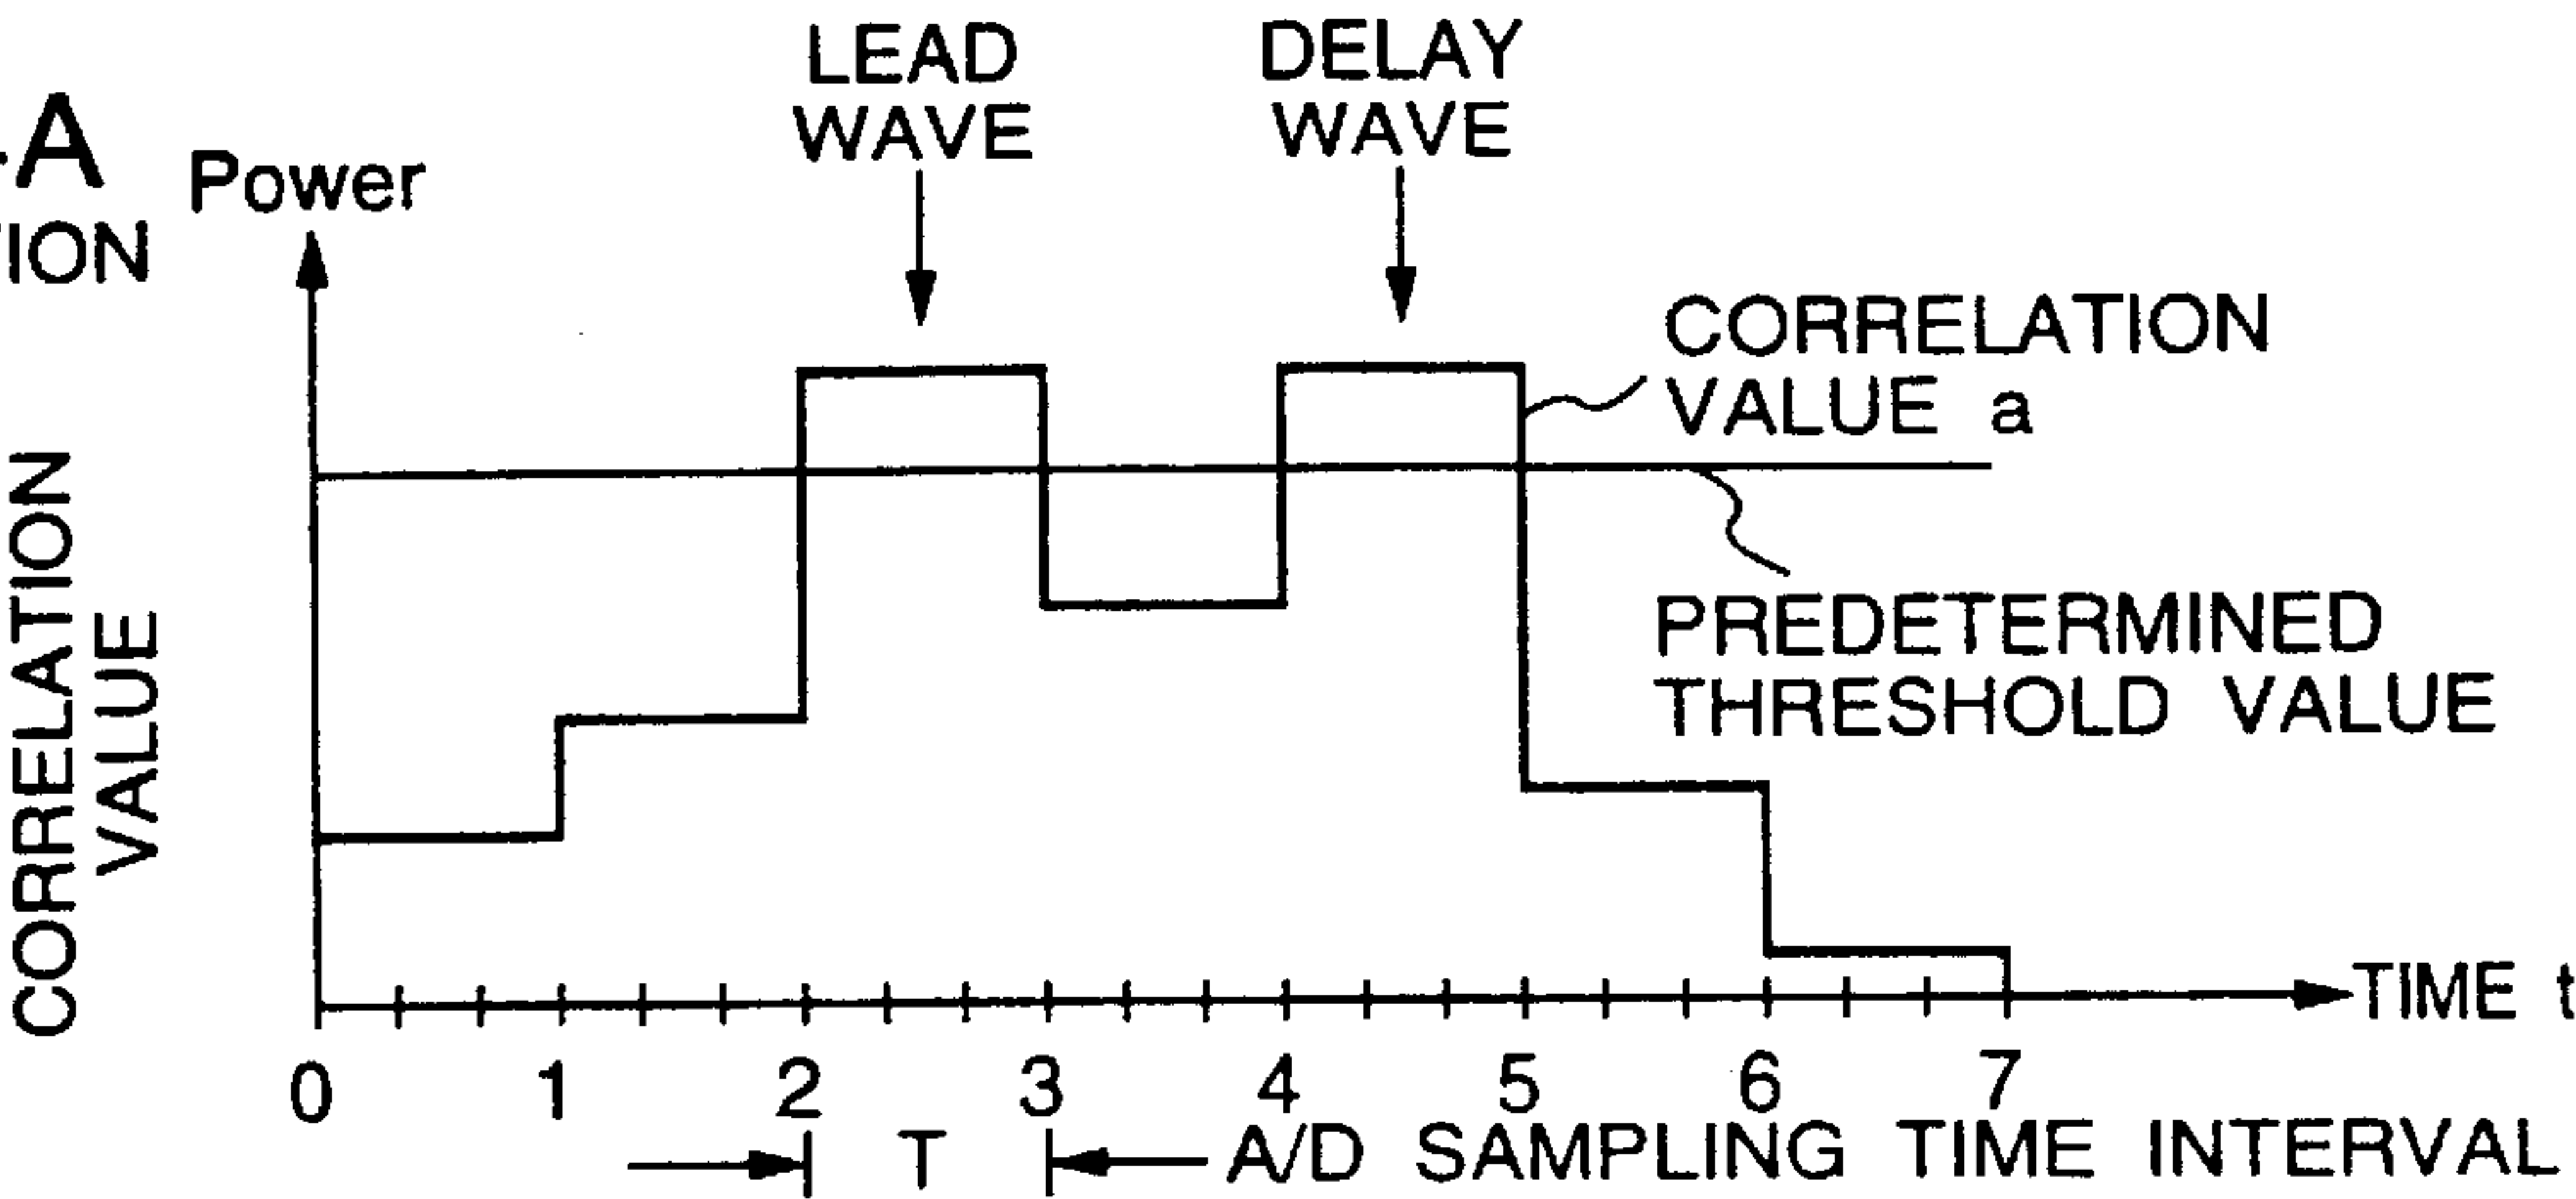 LEAD
WAVE
DELAY
WAVE
A
TION
Power
CORRELATION
VALUE a
CORRELATION
VALUE
PREDETERMINED
THRESHOLD VALUE
TIME t
0 1 2 3 4 5 6 7
T
A/D SAMPLING TIME INTERVAL